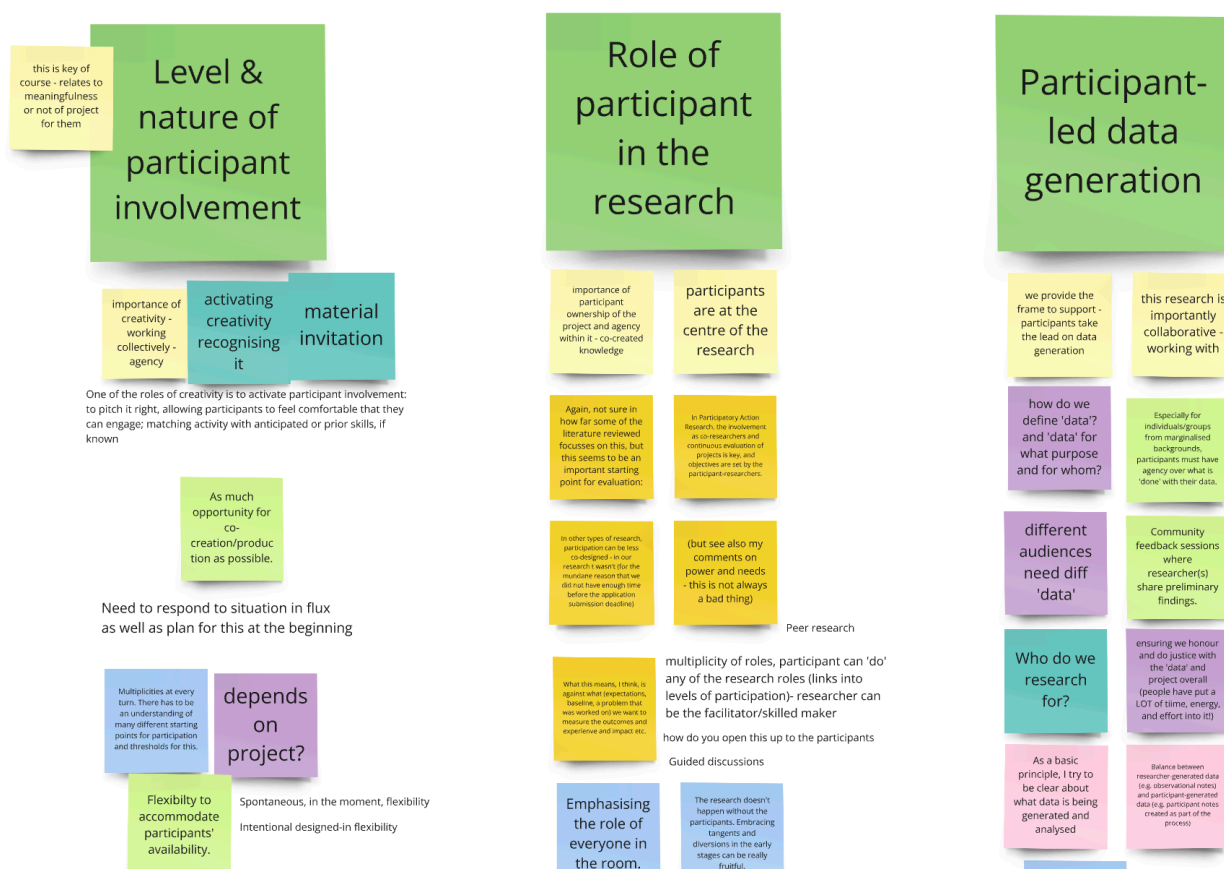 this is key of
course - relates to
meaningfulness
or not of project
for them
Level &
nature of
participant
involvement
importance of
creativity -
working
collectively -
agency
activating
creativity
recognising
it
material
invitation
One of the roles of creativity is to activate participant involvement:
to pitch it right, allowing participants to feel comfortable that they
can engage; matching activity with anticipated or prior skills, if
known
As much
opportunity for
co-
creation/produc
tion as possible.
Need to respond to situation in flux
as well as plan for this at the beginning
Multiplicities at every
turn. There has to be
an understanding of
many different starting
points for participation
and thresholds for this.
depends
on
project?
Flexibilty to
accommodate
participants'
availability.
Spontaneous, in the moment, flexibility
Intentional designed-in flexibility
Role of
participant
in the
research
importance of
participant
ownership of the
project and agency
within it - co-created
knowledge
participants
are at the
centre of the
research
Again, not sure in
how far some of the
literature reviewed
focusses on this, but
this seems to be an
important starting
point for evaluation:
In Participatory Action
Research, the involvement
as co-researchers and
continuous evaluation of
projects is key, and
objectives are set by the
participant-researchers.
In other types of research,
participation can be less
co-designed - in our
research t wasn't (for the
mundane reason that we
did not have enough time
before the application
submission deadline)
(but see also my
comments on
power and needs
- this is not always
a bad thing)
Peer research
What this means, I think, is
against what (expectations,
baseline, a problem that
was worked on) we want to
measure the outcomes and
experienve and impact etc.
multiplicity of roles, participant can 'do'
any of the research roles (links into
levels of participation)- researcher can
be the facilitator/skilled maker
how do you open this up to the participants
Guided discussions
Emphasising
the role of
everyone in
the room.
The research doesn't
happen without the
participants. Embracing
tangents and
diversions in the early
stages can be really
fruitful.
Participant-
led data
generation
we provide the
frame to support -
participants take
the lead on data
generation
this research is
importantly
collaborative -
working with
how do we
define 'data'?
and 'data' for
what purpose
and for whom?
Especially for
individuals/groups
from marginalised
backgrounds,
participants must have
agency over what is
'done' with their data.
different
audiences
need diff
'data'
Community
feedback sessions
where
researcher(s)
share preliminary
findings.
Who do we
research
for?
ensuring we honour
and do justice with
the 'data' and
project overall
(people have put a
LOT of tiime, energy,
and effort into it!)
As a basic
principle, I try to
be clear about
what data is being
generated and
analysed
Balance between
researcher-generated data
(e.g. observational notes)
and participant-generated
data (e.g. participant notes
created as part of the
process)